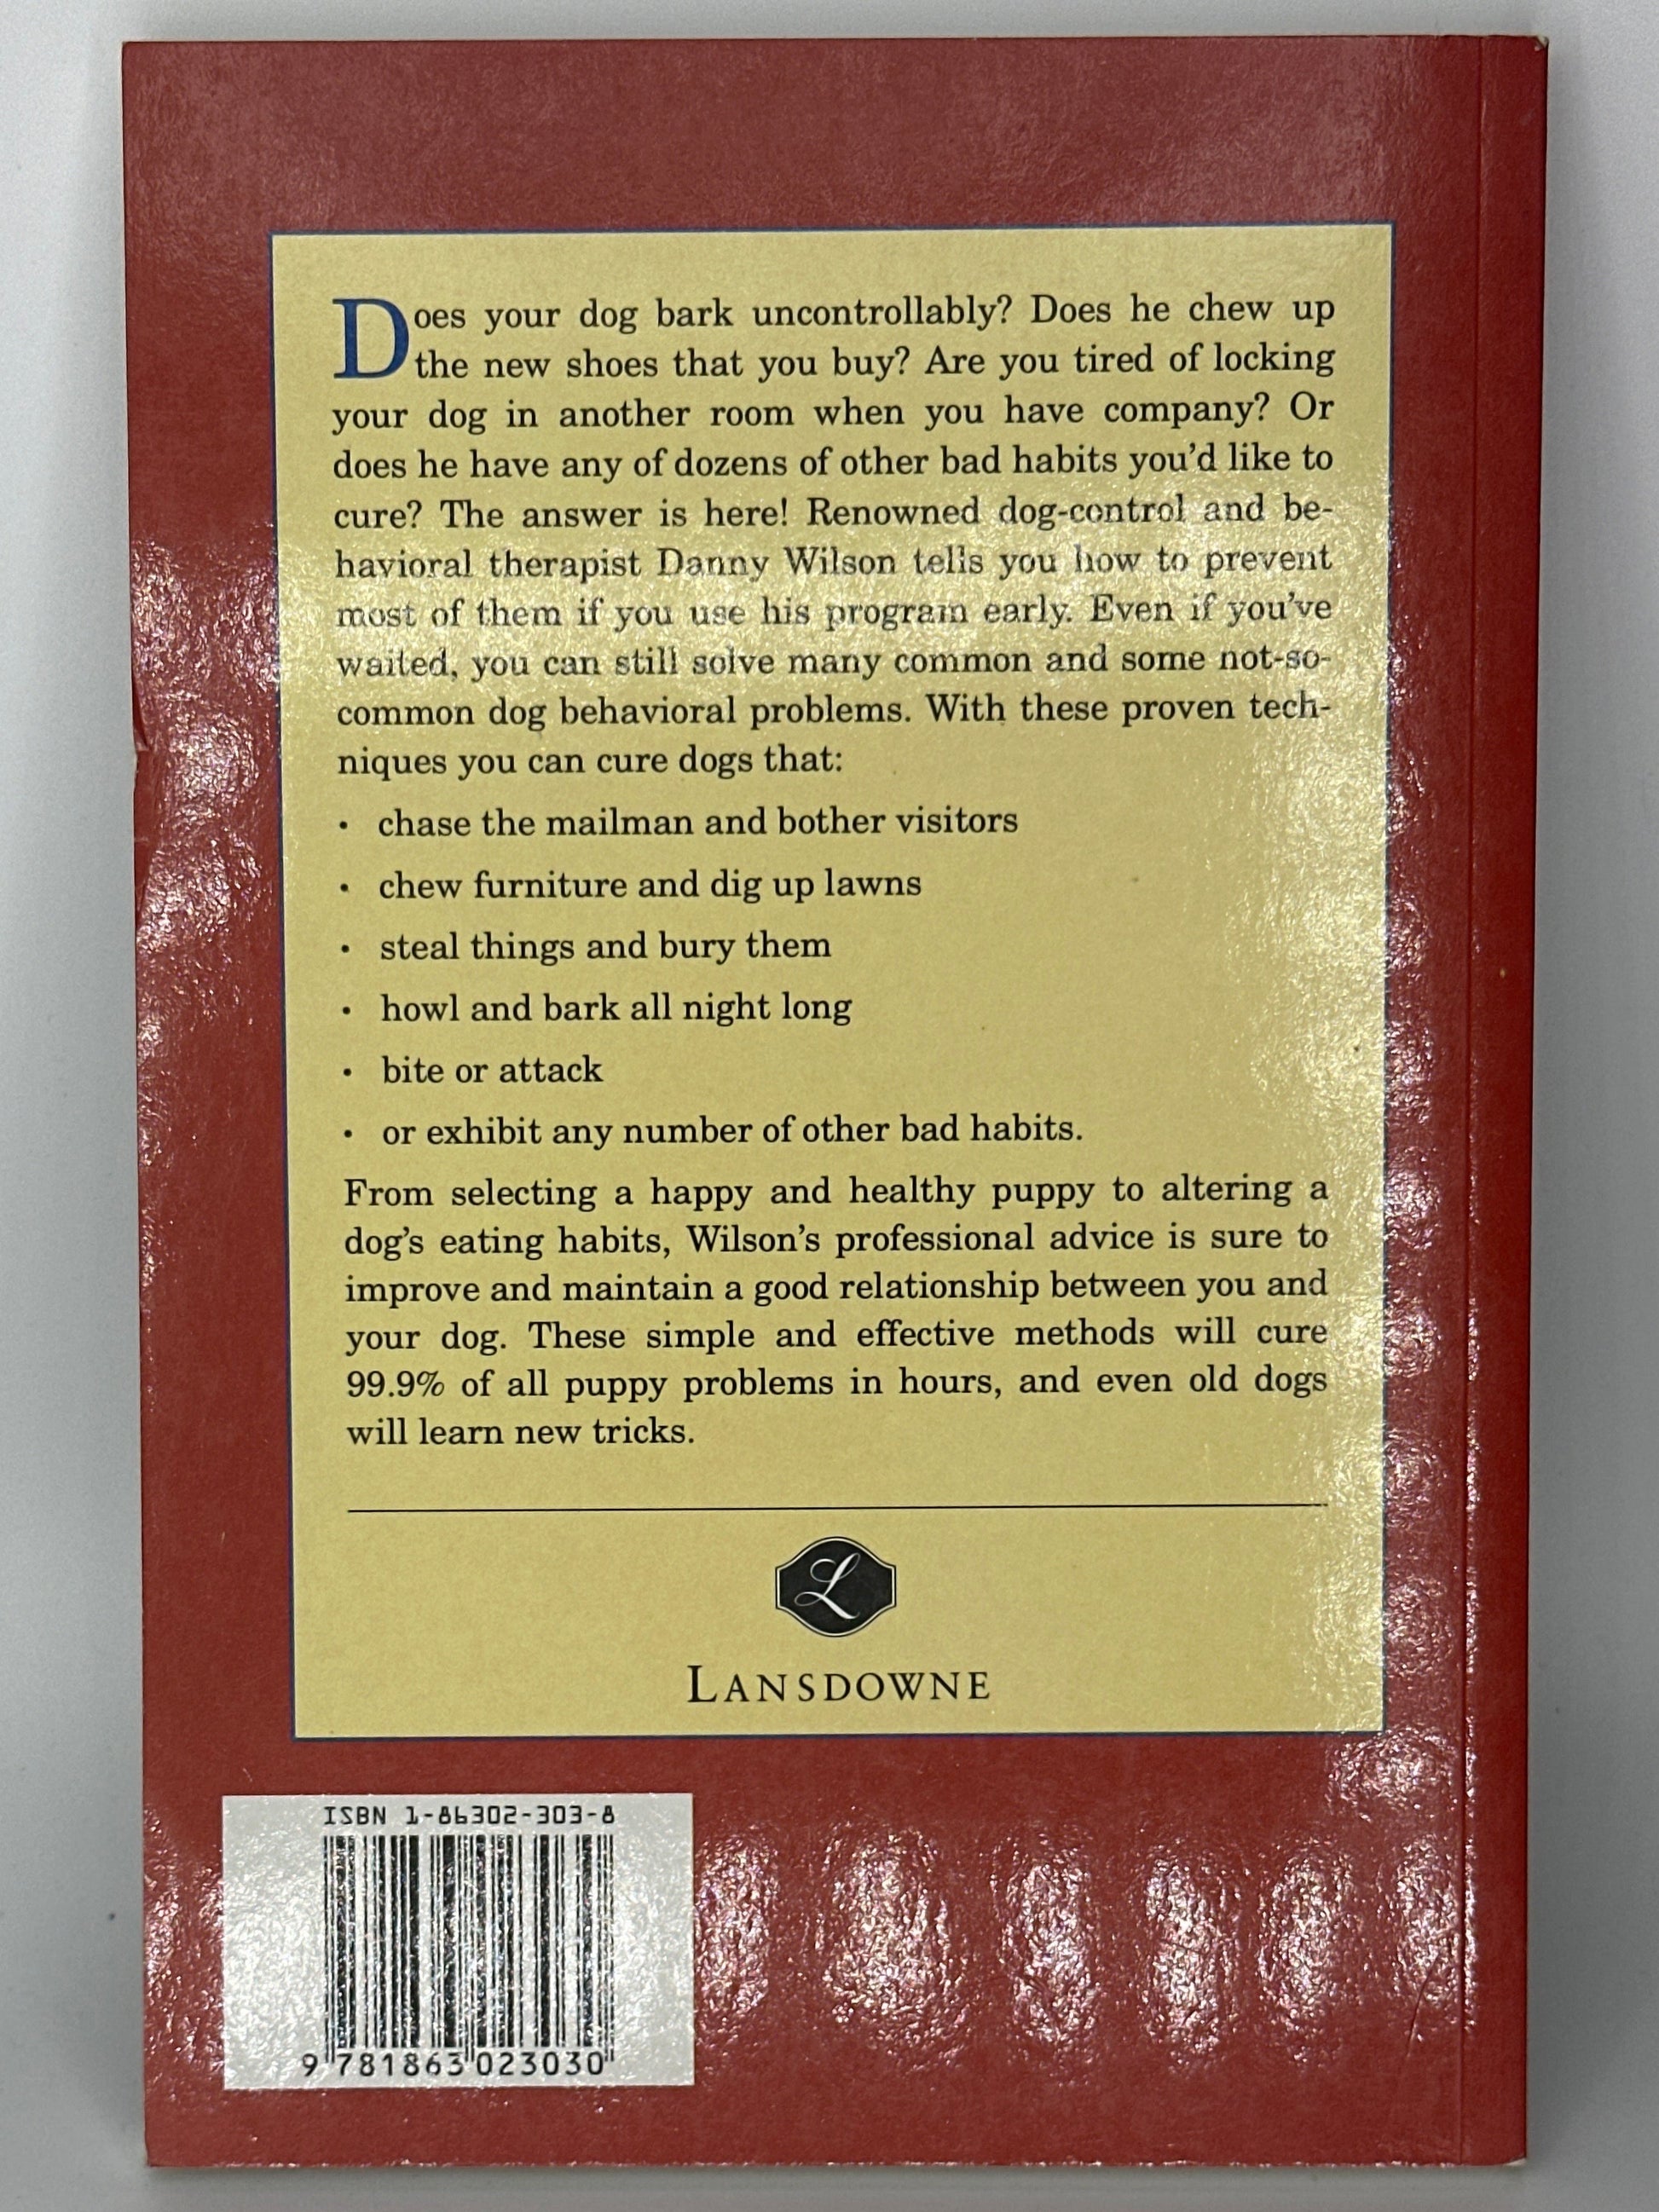 Does your dog bark uncontrollably? Does he chew up
the new shoes that you buy? Are you tired of locking
your dog in another room when you have company? Or
does he have any of dozens of other bad habits you'd like to
cure? The answer is here! Renowned dog-control and be-
havioral therapist Danny Wilson tells you how to prevent
most of them if you use his program early. Even if you've
waited, you can still solve many common and some not-so-
common dog behavioral problems. With these proven tech-
niques you can cure dogs that:
• chase the mailman and bother visitors
• chew furniture and dig up lawns
• steal things and bury them
• howl and bark all night long
• bite or attack
• or exhibit any number of other bad habits.
From selecting a happy and healthy puppy to altering a
dog's eating habits, Wilson's professional advice is sure to
improve and maintain a good relationship between you and
your dog. These simple and effective methods will cure
99.9% of all puppy problems in hours, and even old dogs
will learn new tricks.
L
LANSDOWNE
ISBN 1-86302-303-8
9 781863 023030